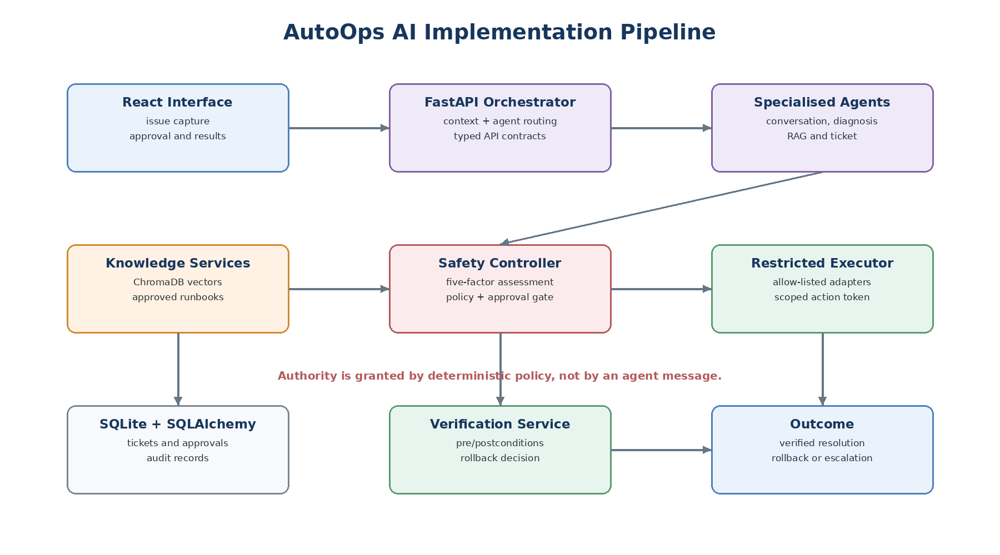 AutoOps AI Implementation Pipeline
React Interface
issue capture
approval and results
FastAPI Orchestrator
context + agent routing
typed API contracts
Specialised Agents
conversation, diagnosis
RAG and ticket
Knowledge Services
ChromaDB vectors
approved runbooks
Safety Controller
five-factor assessment
policy + approval gate
Restricted Executor
allow-listed adapters
scoped action token
Authority is granted by deterministic policy, not by an agent message.
SQLite + SQLAlchemy
tickets and approvals
audit records
Verification Service
pre/postconditions
rollback decision
Outcome
verified resolution
rollback or escalation